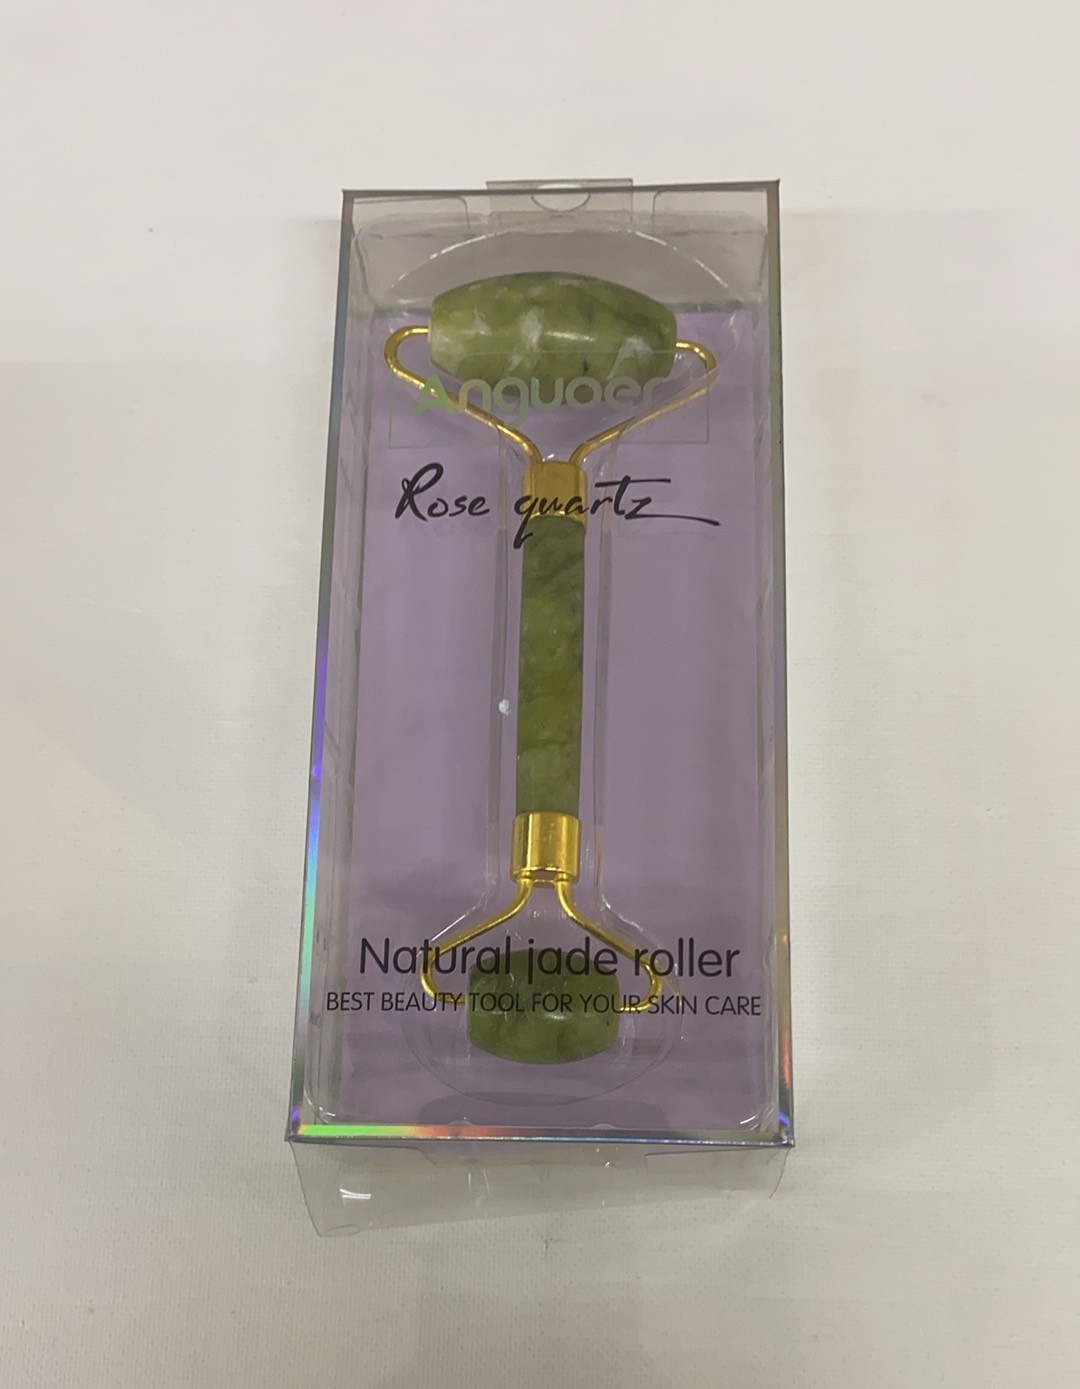 Anguoer
Rose quartz
Natural jade roller
BEST BEAUTY TOOL FOR YOUR SKIN CARE